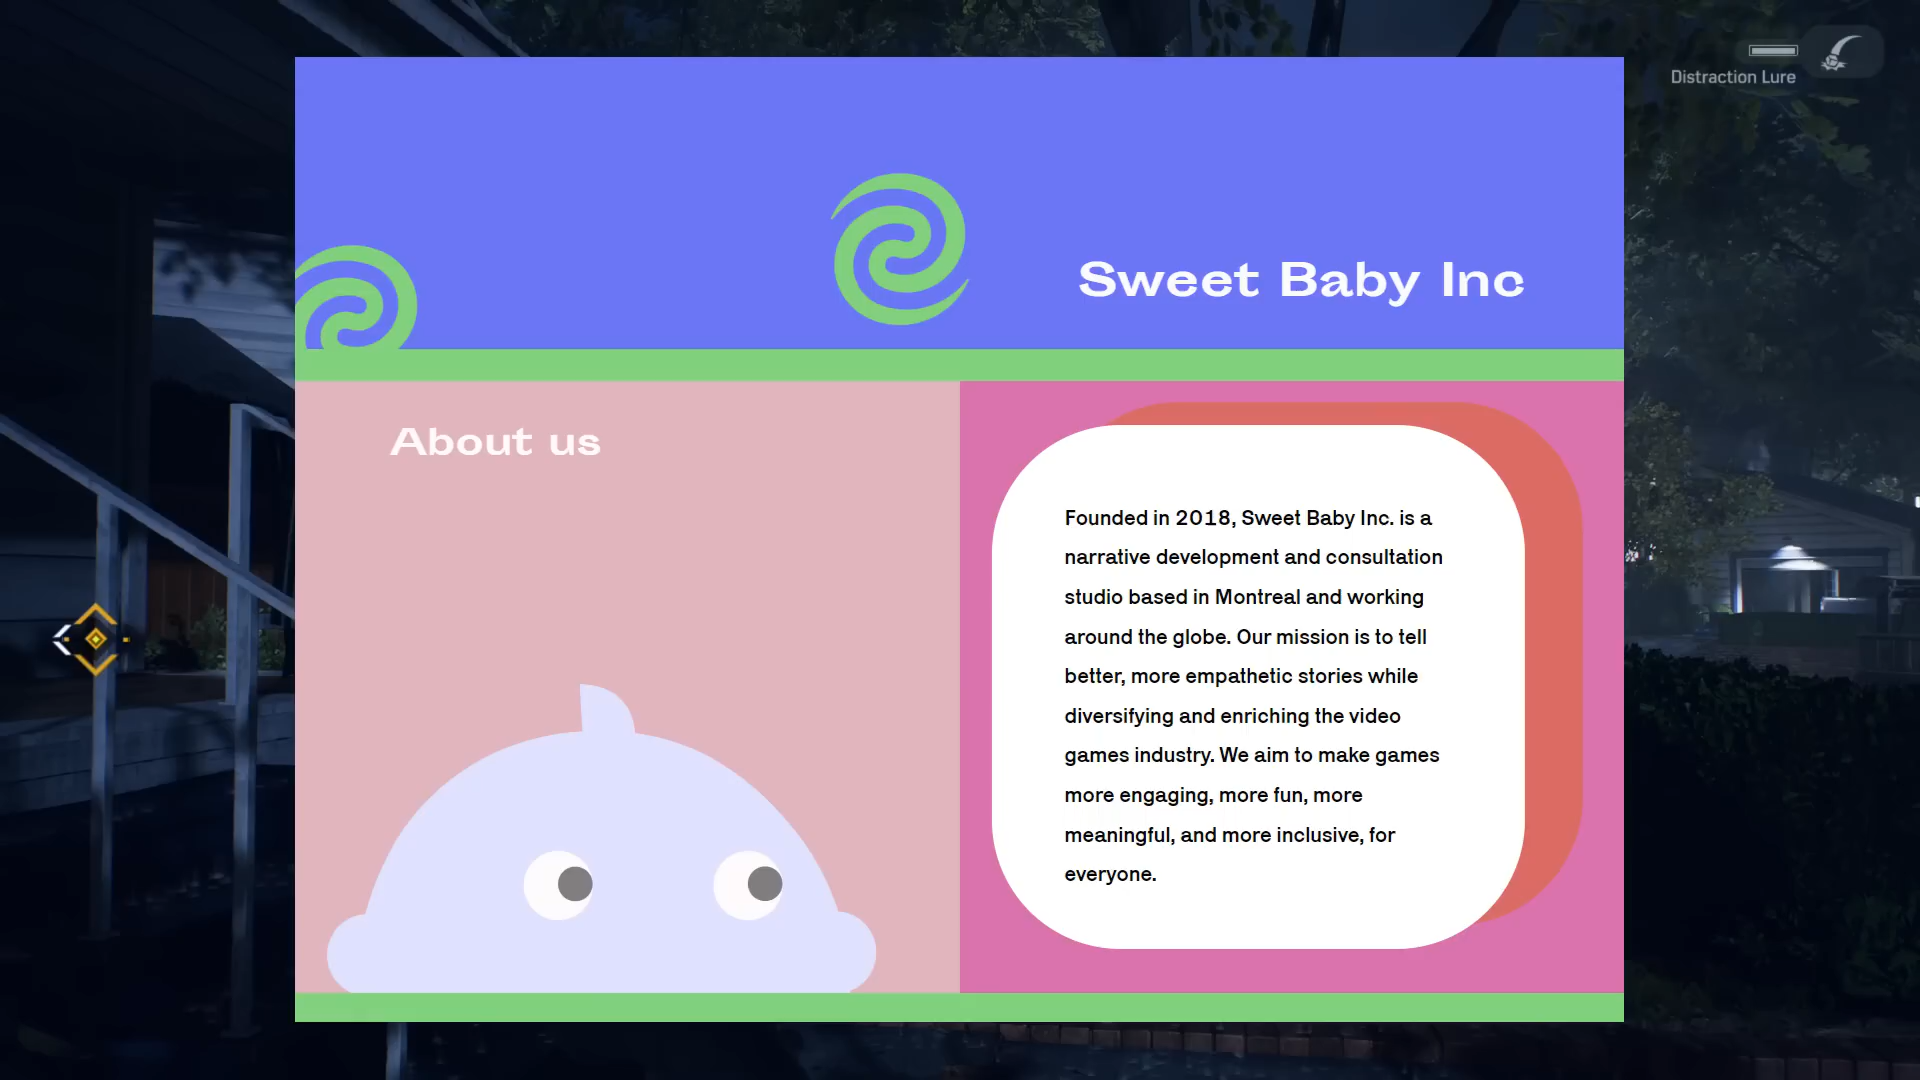 Distraction Lure
Sweet Baby Inc
About us
Founded in 2018, Sweet Baby Inc. is a
narrative development and consultation
studio based in Montreal and working
around the globe. Our mission is to tell
better, more empathetic stories while
diversifying and enriching the video
games industry. We aim to make games
more engaging, more fun, more
meaningful, and more inclusive, for
everyone.